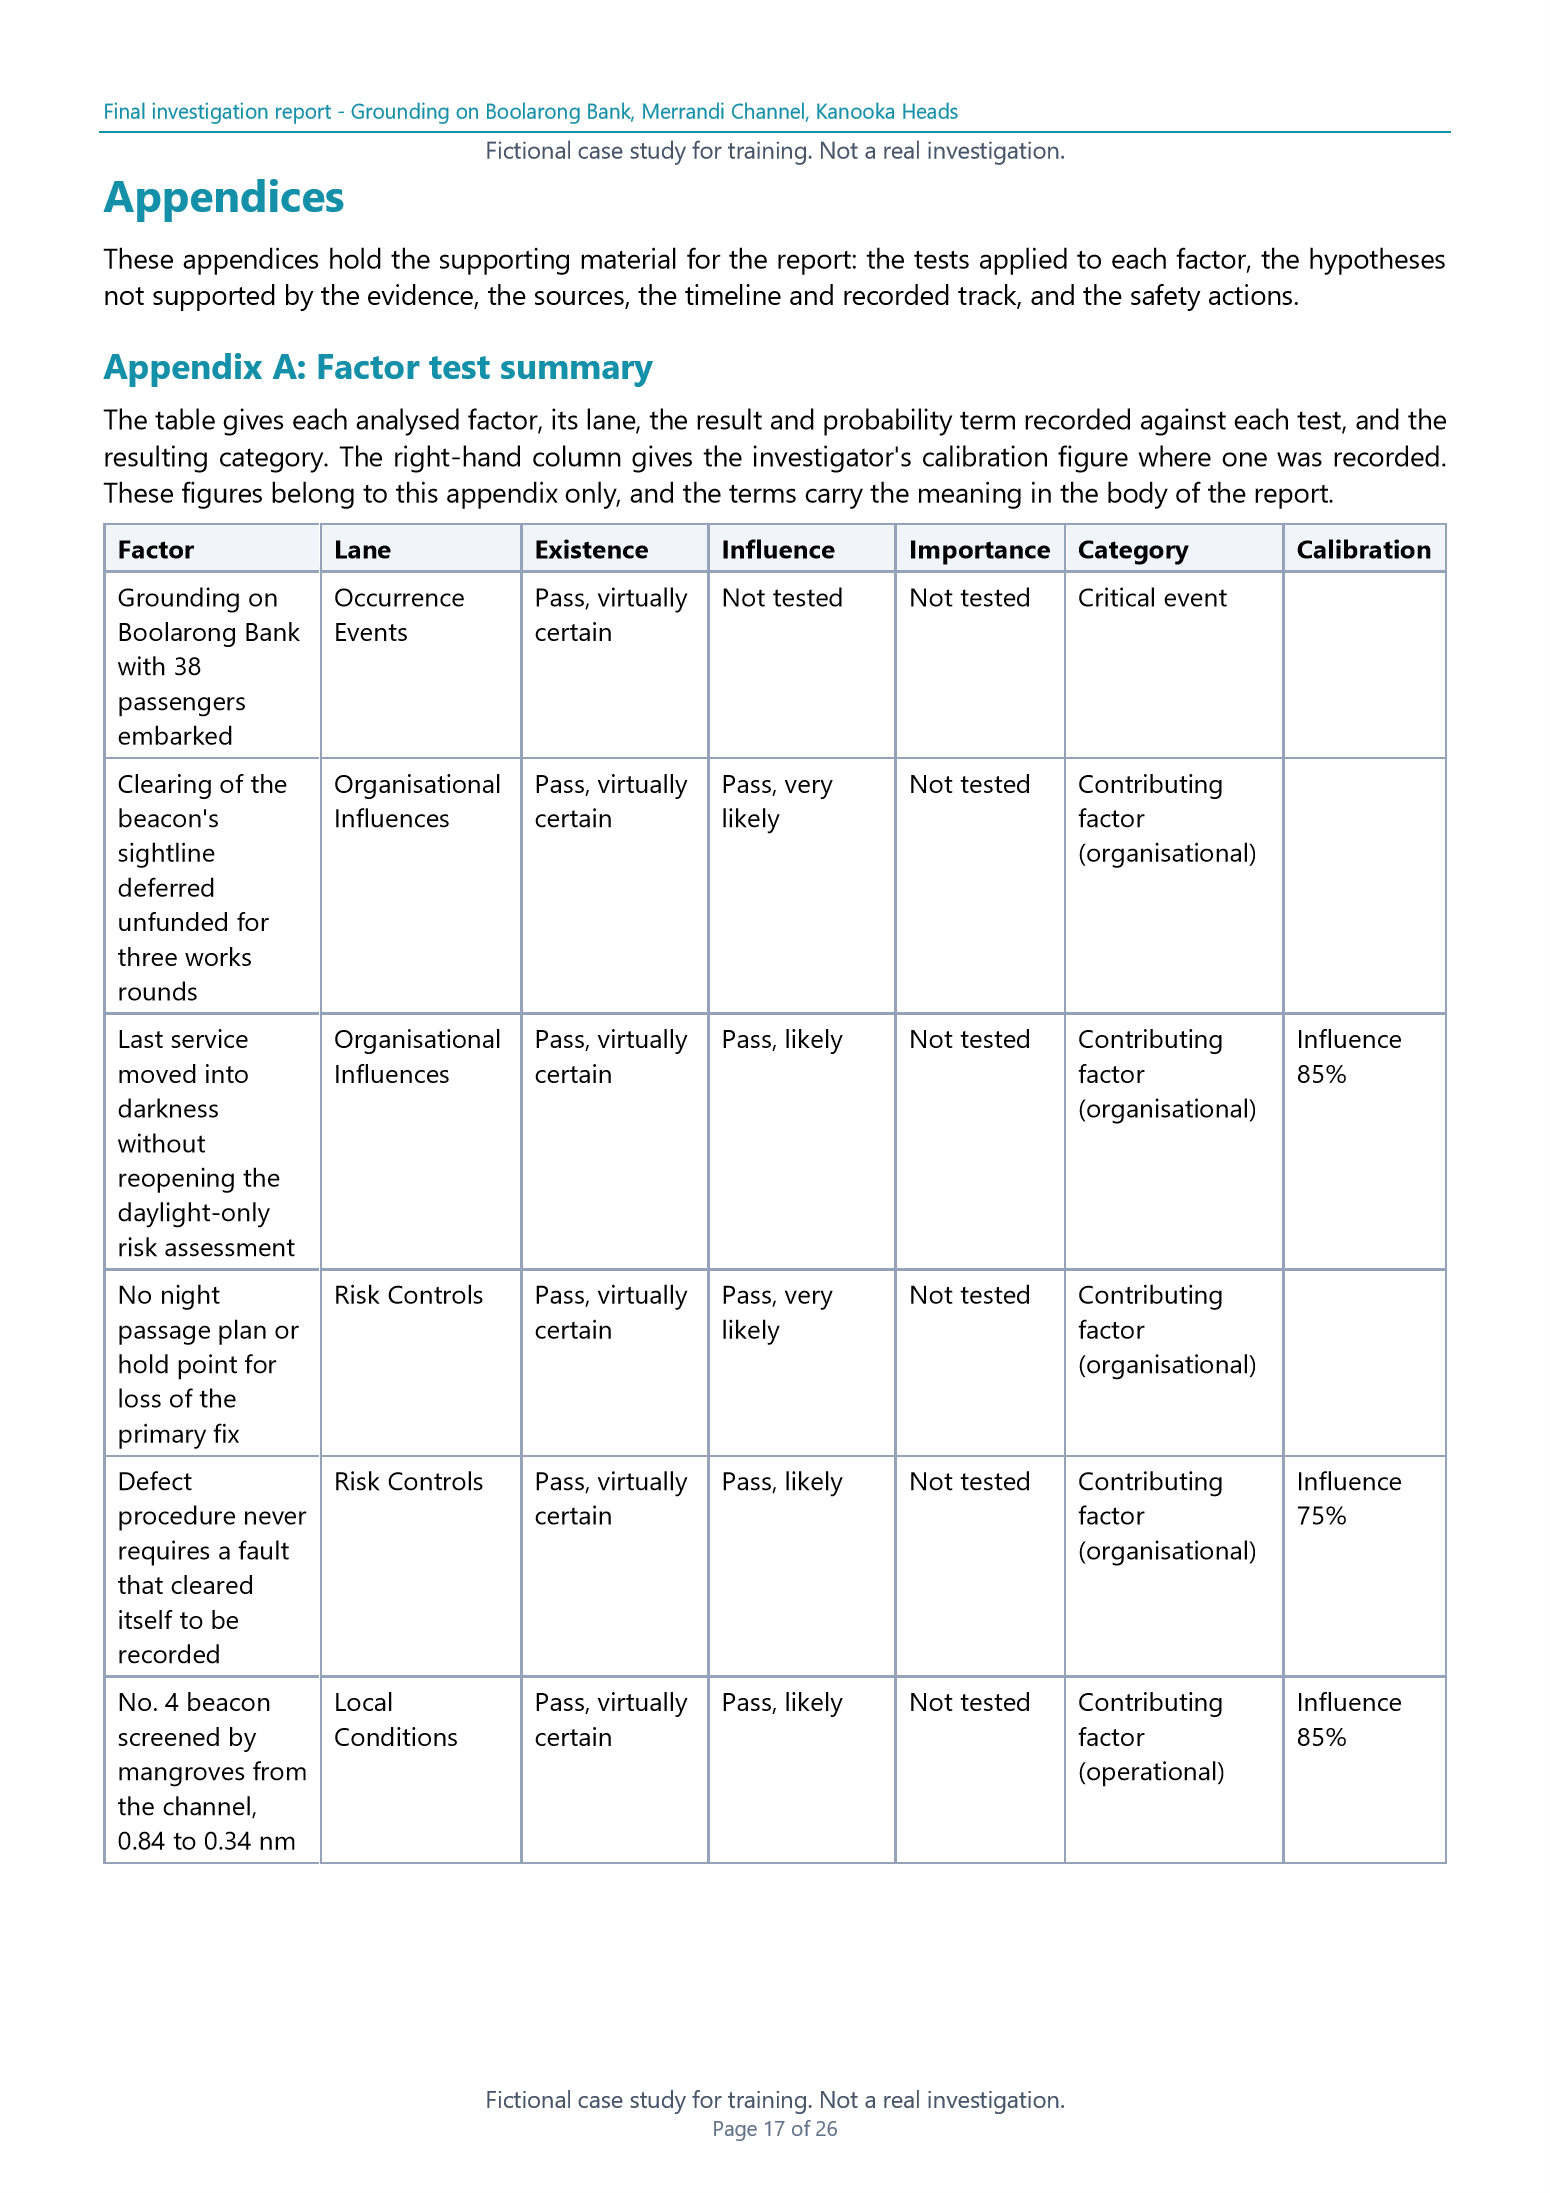 Final investigation report - Grounding on Boolarong Bank, Merrandi Channel, Kanooka Heads
Fictional case study for training. Not a real investigation.
Appendices
These appendices hold the supporting material for the report: the tests applied to each factor, the hypotheses
not supported by the evidence, the sources, the timeline and recorded track, and the safety actions.
Appendix A: Factor test summary
The table gives each analysed factor, its lane, the result and probability term recorded against each test, and the
resulting category. The right-hand column gives the investigator's calibration figure where one was recorded.
These figures belong to this appendix only, and the terms carry the meaning in the body of the report.
Factor Lane Existence Influence Importance Category Calibration
Grounding on Occurrence Pass, virtually Not tested Not tested Critical event
Boolarong Bank Events certain
with 38
passengers
embarked
Clearing of the Organisational Pass, virtually Pass, very Not tested Contributing
beacon's Influences certain likely factor
sightline (organisational)
deferred
unfunded for
three works
rounds
Last service Organisational Pass, virtually Pass, likely Not tested Contributing Influence
moved into Influences certain factor 85%
darkness (organisational)
without
reopening the
daylight-only
risk assessment
No night Risk Controls Pass, virtually Pass, very Not tested Contributing
passage plan or certain likely factor
hold point for (organisational)
loss of the
primary fix
Defect Risk Controls Pass, virtually Pass, likely Not tested Contributing Influence
procedure never certain factor 75%
requires a fault (organisational)
that cleared
itself to be
recorded
No. 4 beacon Local Pass, virtually Pass, likely Not tested Contributing Influence
screened by Conditions certain factor 85%
mangroves from (operational)
the channel,
0.84 to 0.34 nm
Fictional case study for training. Not a real investigation.
Page 17 of 26